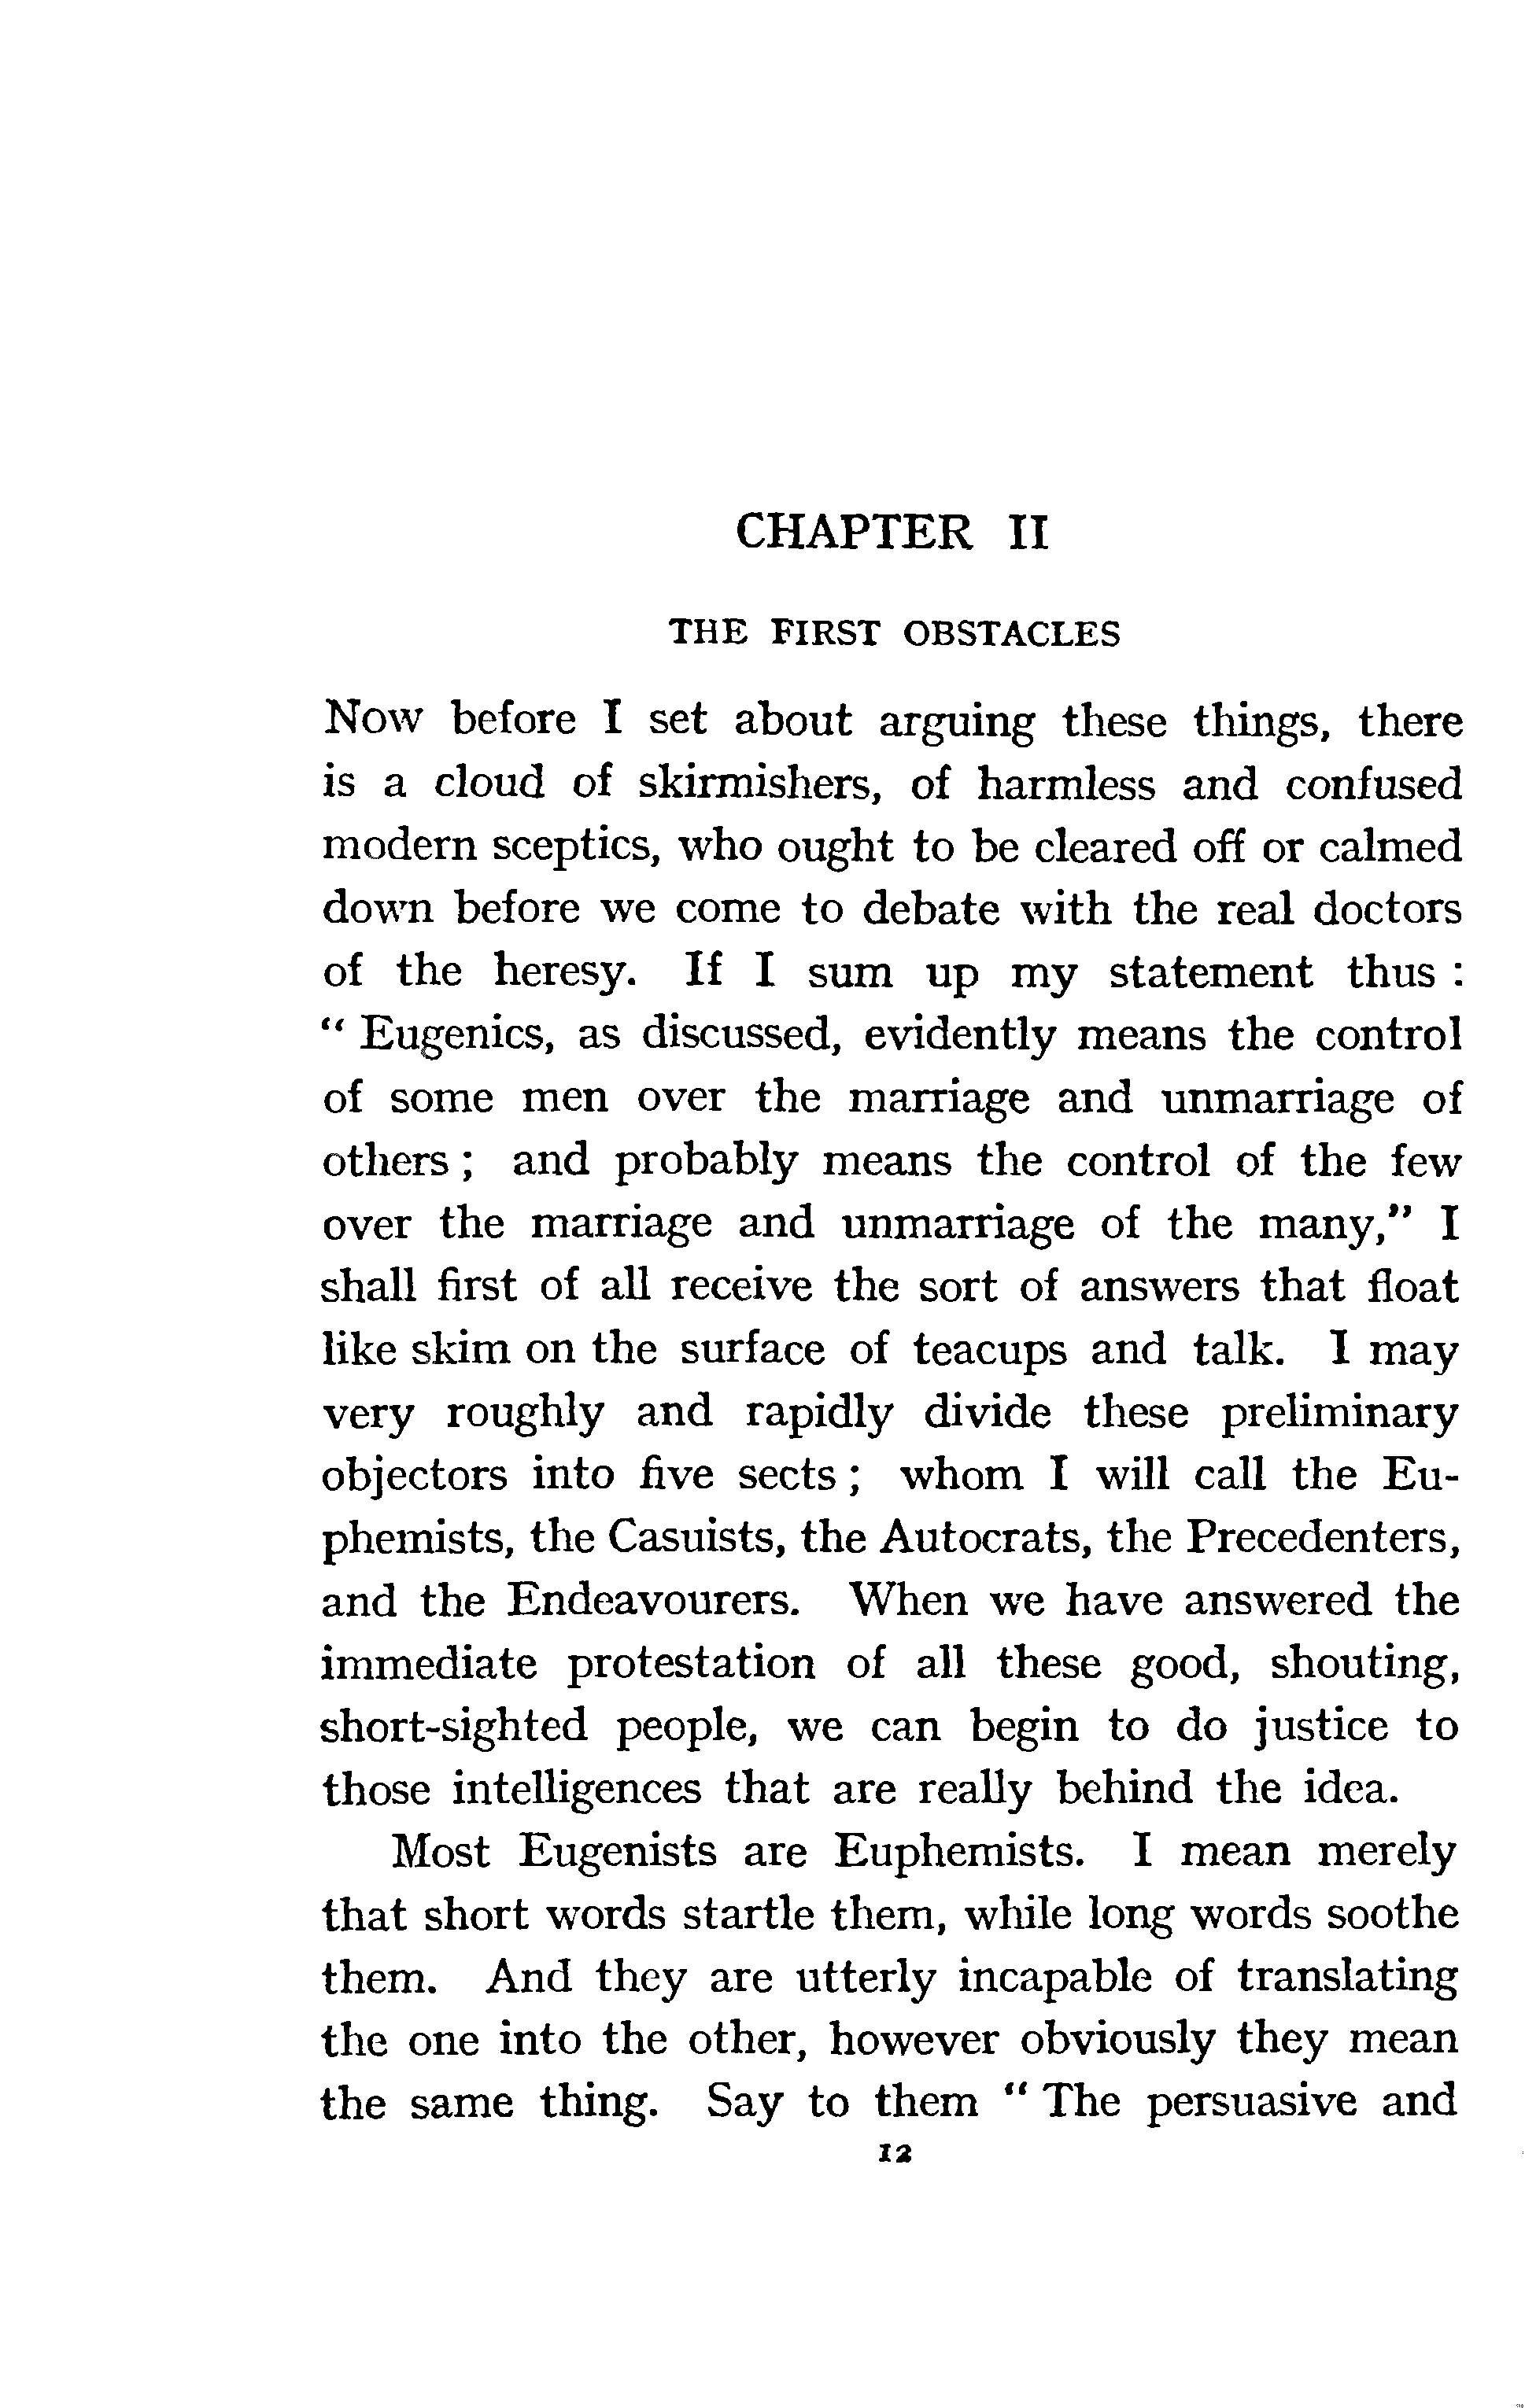 CHAPTER II
THE FIRST OBSTACLES
Now before I set about arguing these things, there
is a cloud of skirmishers, of harmless and confused
modern sceptics, who ought to be cleared off or calmed
down before we come to debate with the real doctors
of the heresy. If I sum up my statement thus :
“ Eugenics, as discussed, evidently means the control
of some men over the marriage and unmarriage of
others ; and probably means the control of the few
over the marriage and unmarriage of the many,” I
shall first of all receive the sort of answers that float
like skim on the surface of teacups and talk. I may
very roughly and rapidly divide these preliminary
objectors into five sects ; whom I will call the Eu-
phemists, the Casuists, the Autocrats, the Precedenters,
and the Endeavourers. When we have answered the
immediate protestation of all these good, shouting,
short-sighted people, we can begin to do justice to
those intelligences that are really behind the idea.
Most Eugenists are Euphemists. I mean merely
that short words startle them, while long words soothe
them. And they are utterly incapable of translating
the one into the other, however obviously they mean
the same thing. Say to them “ The persuasive and
12